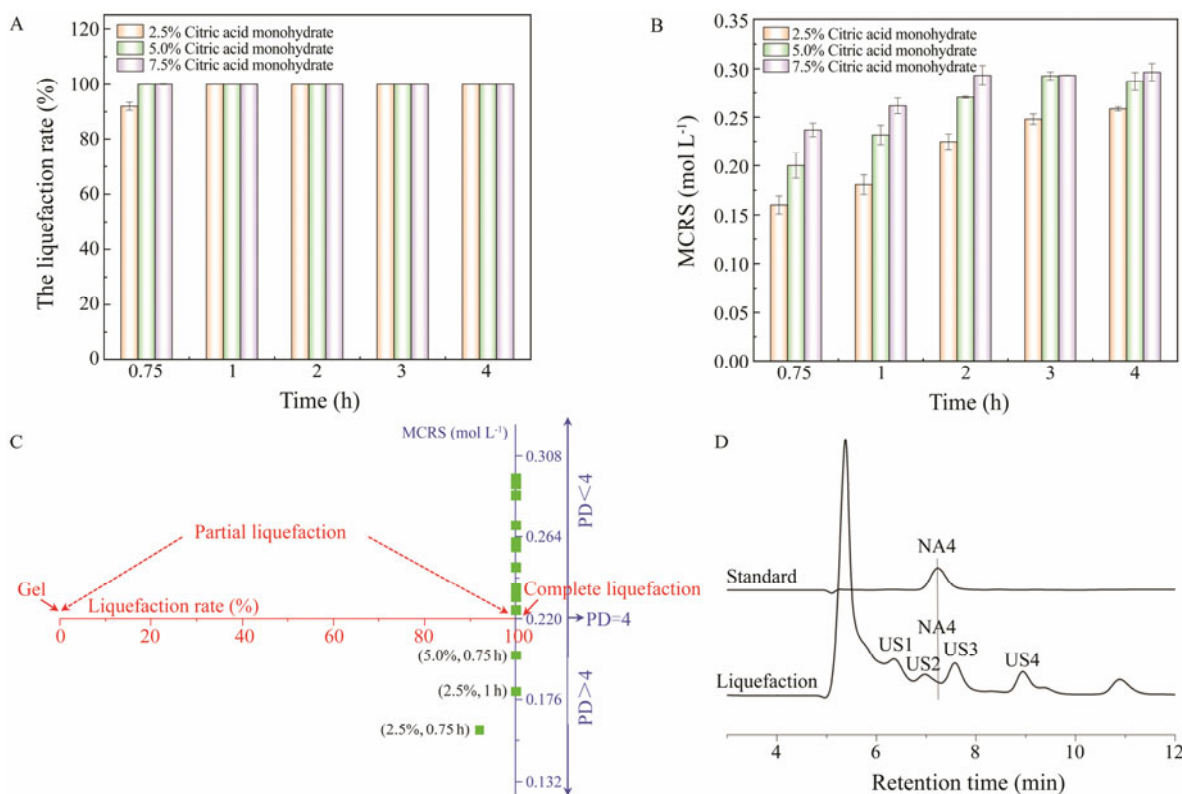 A
120
100
80
60
40
20
0
The liquefaction rate (%)
2.5% Citric acid monohydrate
5.0% Citric acid monohydrate
7.5% Citric acid monohydrate
0.75 1 2 3 4
Time (h)
B
0.35
0.30
0.25
0.20
0.15
0.10
0.05
0.00
MCRS (mol L⁻¹)
2.5% Citric acid monohydrate
5.0% Citric acid monohydrate
7.5% Citric acid monohydrate
0.75 1 2 3 4
Time (h)
C
MCRS (mol L⁻¹)
0.308
PD<4
Partial liquefaction
0.264
Gel
Complete liquefaction
Liquefaction rate (%)
0.220
PD=4
0 20 40 60 80 100
(5.0%, 0.75 h)
(2.5%, 1 h)
0.176
PD>4
(2.5%, 0.75 h)
0.132
D
NA4
Standard
NA4
US1
US2
US3
US4
Liquefaction
4 6 8 10 12
Retention time (min)